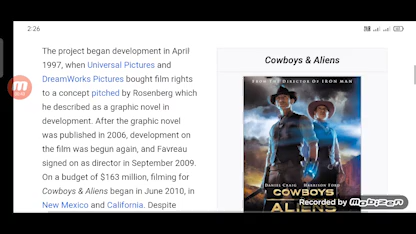 2:26
The project began development in April
1997, when Universal Pictures and
DreamWorks Pictures bought film rights
to a concept pitched by Rosenberg which
he described as a graphic novel in
development. After the graphic novel
was published in 2006, development on
the film was begun again, and Favreau
signed on as director in September 2009.
On a budget of $163 million, filming for
Cowboys & Aliens began in June 2010, in
New Mexico and California. Despite
Cowboys & Aliens
FROM THE DIRECTOR OF IRON MAN
DANIEL CRAIG HARRISON FORD
COWBOYS
ALIENS
Recorded by Mobizen